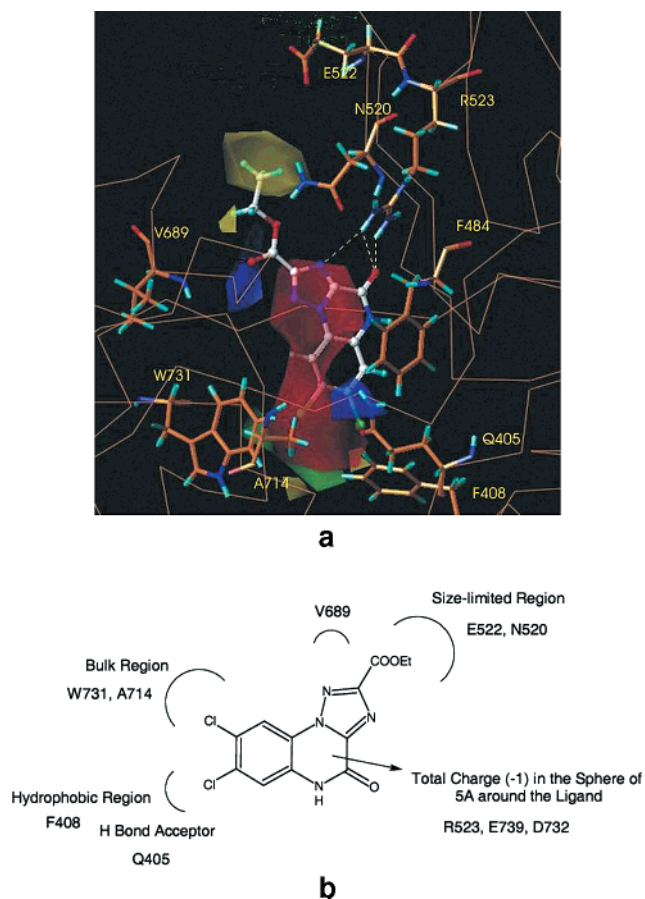 E522
N520
R523
V689
F484
W731
Q405
A714
F408
a
V689
Size-limited Region
E522, N520
Bulk Region
W731, A714
COOEt
N
N
N
N
Cl
Cl
N
H
O
Hydrophobic Region
F408
H Bond Acceptor
Q405
Total Charge (-1) in the Sphere of
5A around the Ligand
R523, E739, D732
b